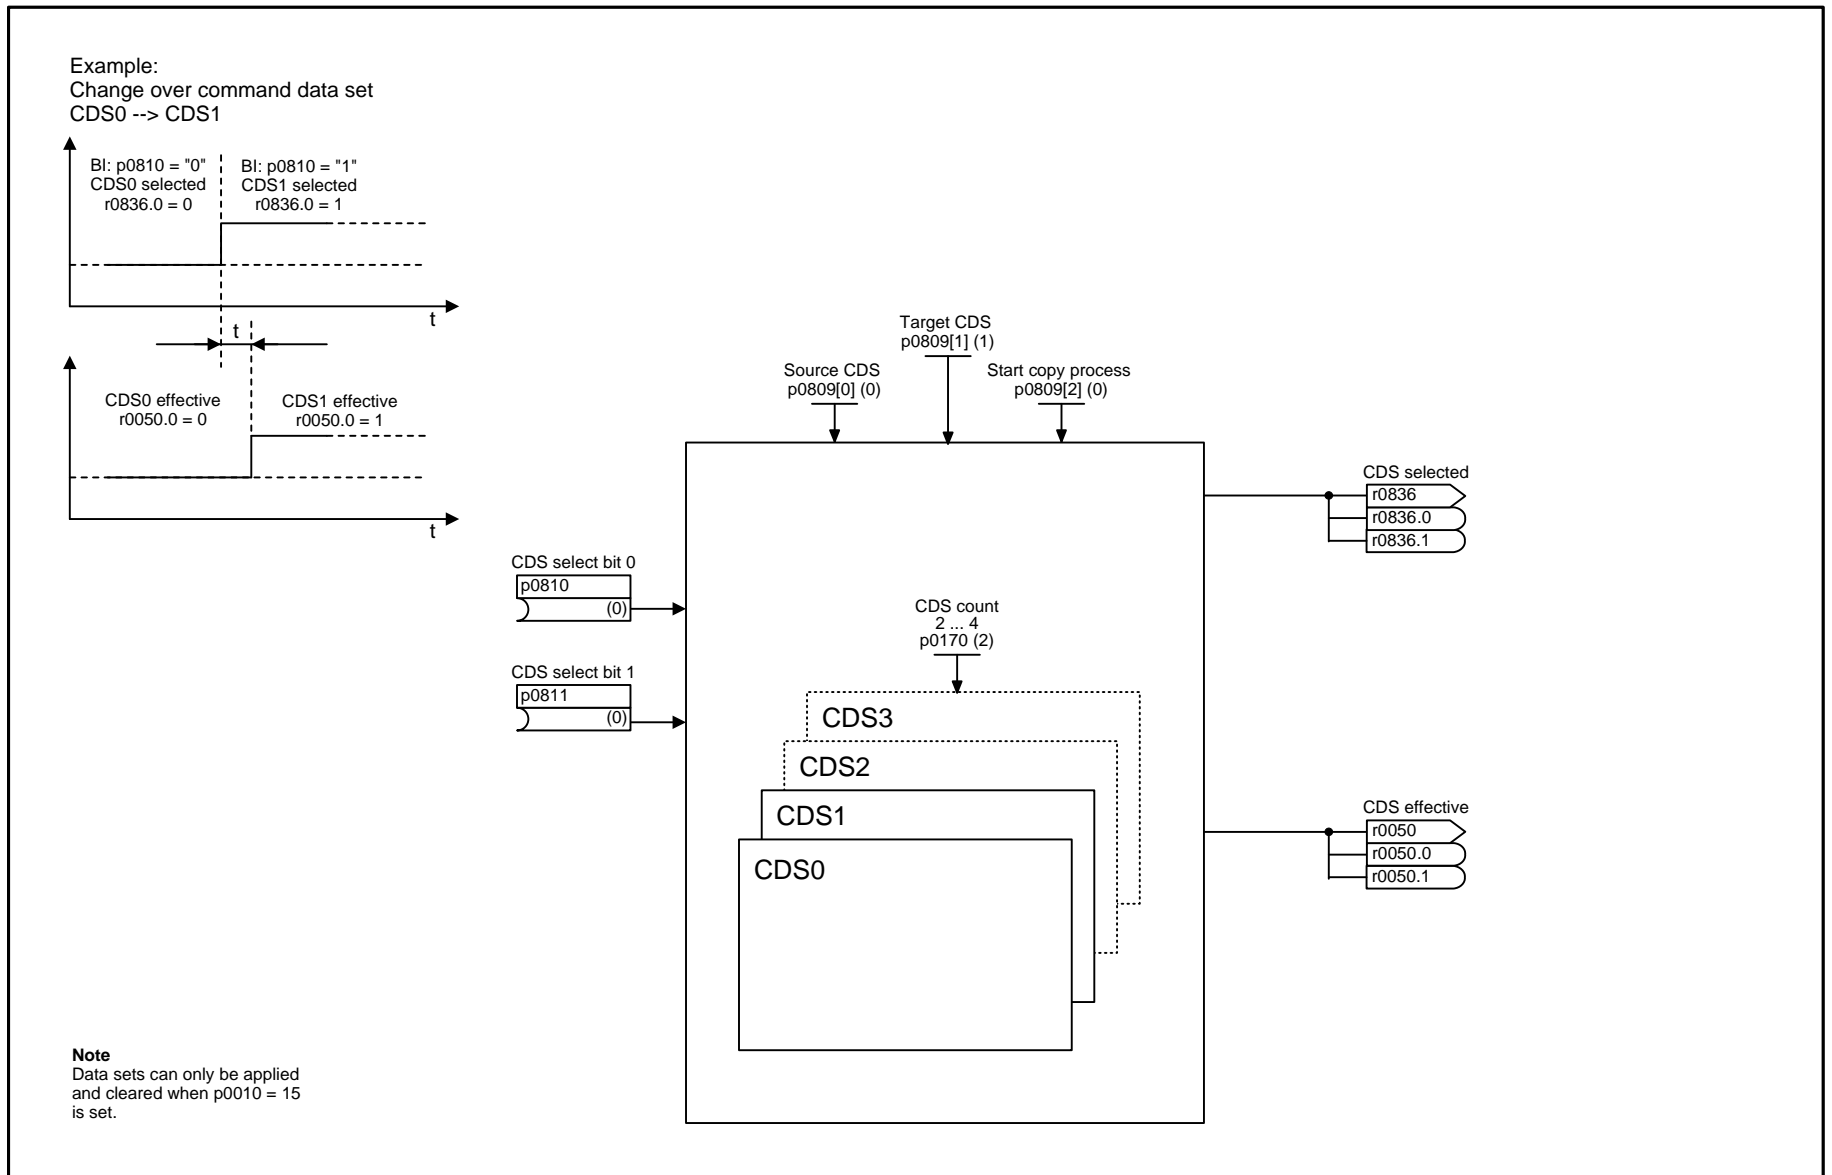 Example:
Change over command data set
CDS0 --> CDS1
BI: p0810 = "0"
CDS0 selected
r0836.0 = 0
BI: p0810 = "1"
CDS1 selected
r0836.0 = 1
t
t
CDS0 effective
r0050.0 = 0
CDS1 effective
r0050.0 = 1
t
Target CDS
p0809[1] (1)
Source CDS
p0809[0] (0)
Start copy process
p0809[2] (0)
CDS selected
r0836
r0836.0
r0836.1
CDS select bit 0
p0810
(0)
CDS select bit 1
p0811
(0)
CDS count
2 ... 4
p0170 (2)
CDS3
CDS2
CDS1
CDS0
CDS effective
r0050
r0050.0
r0050.1
Note
Data sets can only be applied
and cleared when p0010 = 15
is set.